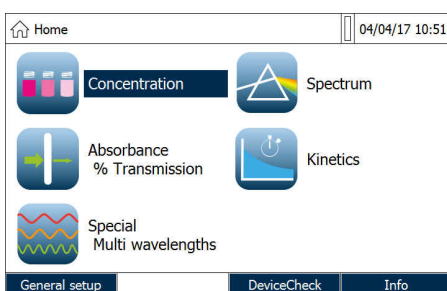 Home
04/04/17 10:51
Concentration
Spectrum
Absorbance
% Transmission
Kinetics
Special
Multi wavelengths
General setup
DeviceCheck
Info